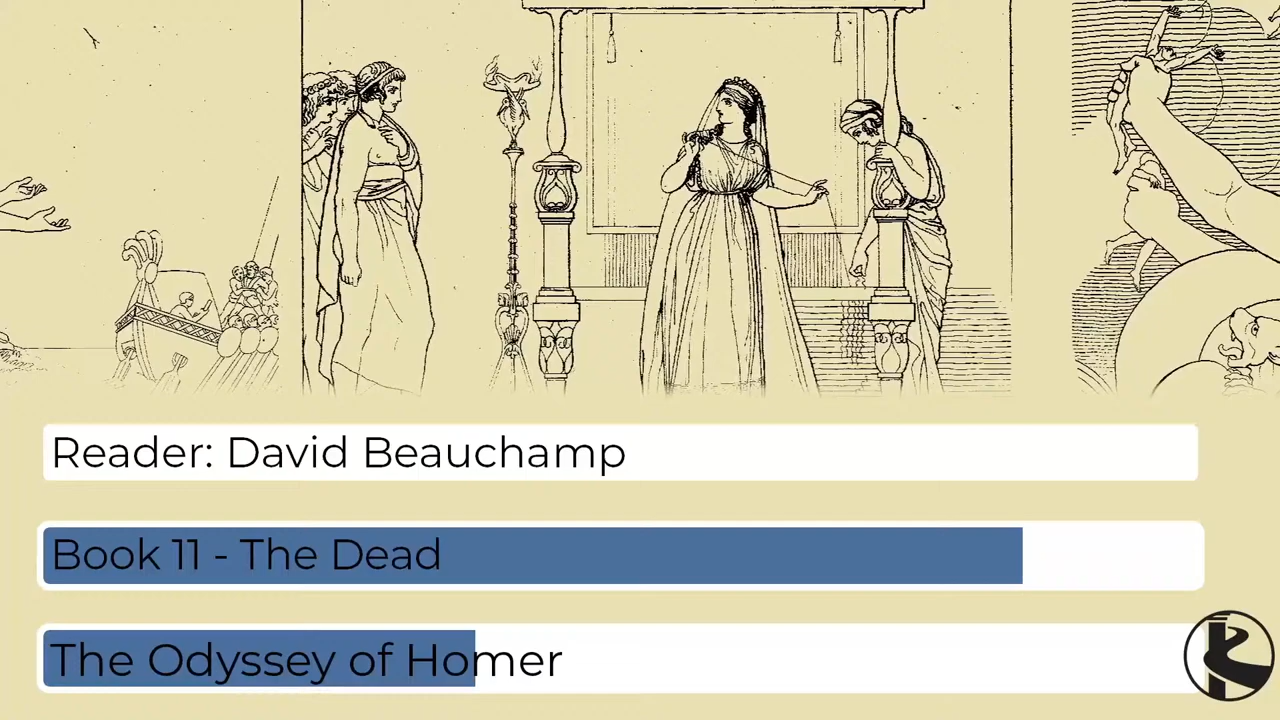 Reader: David Beauchamp
Book 11 - The Dead
The Odyssey of Homer